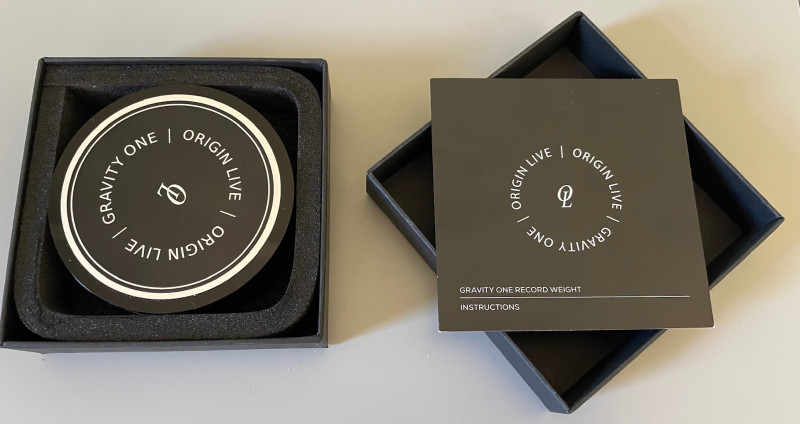 GRAVITY ONE | ORIGIN LIVE | ORIGIN LIVE |
OL
ORIGIN LIVE | ORIGIN LIVE | GRAVITY ONE |
OL
GRAVITY ONE RECORD WEIGHT
INSTRUCTIONS